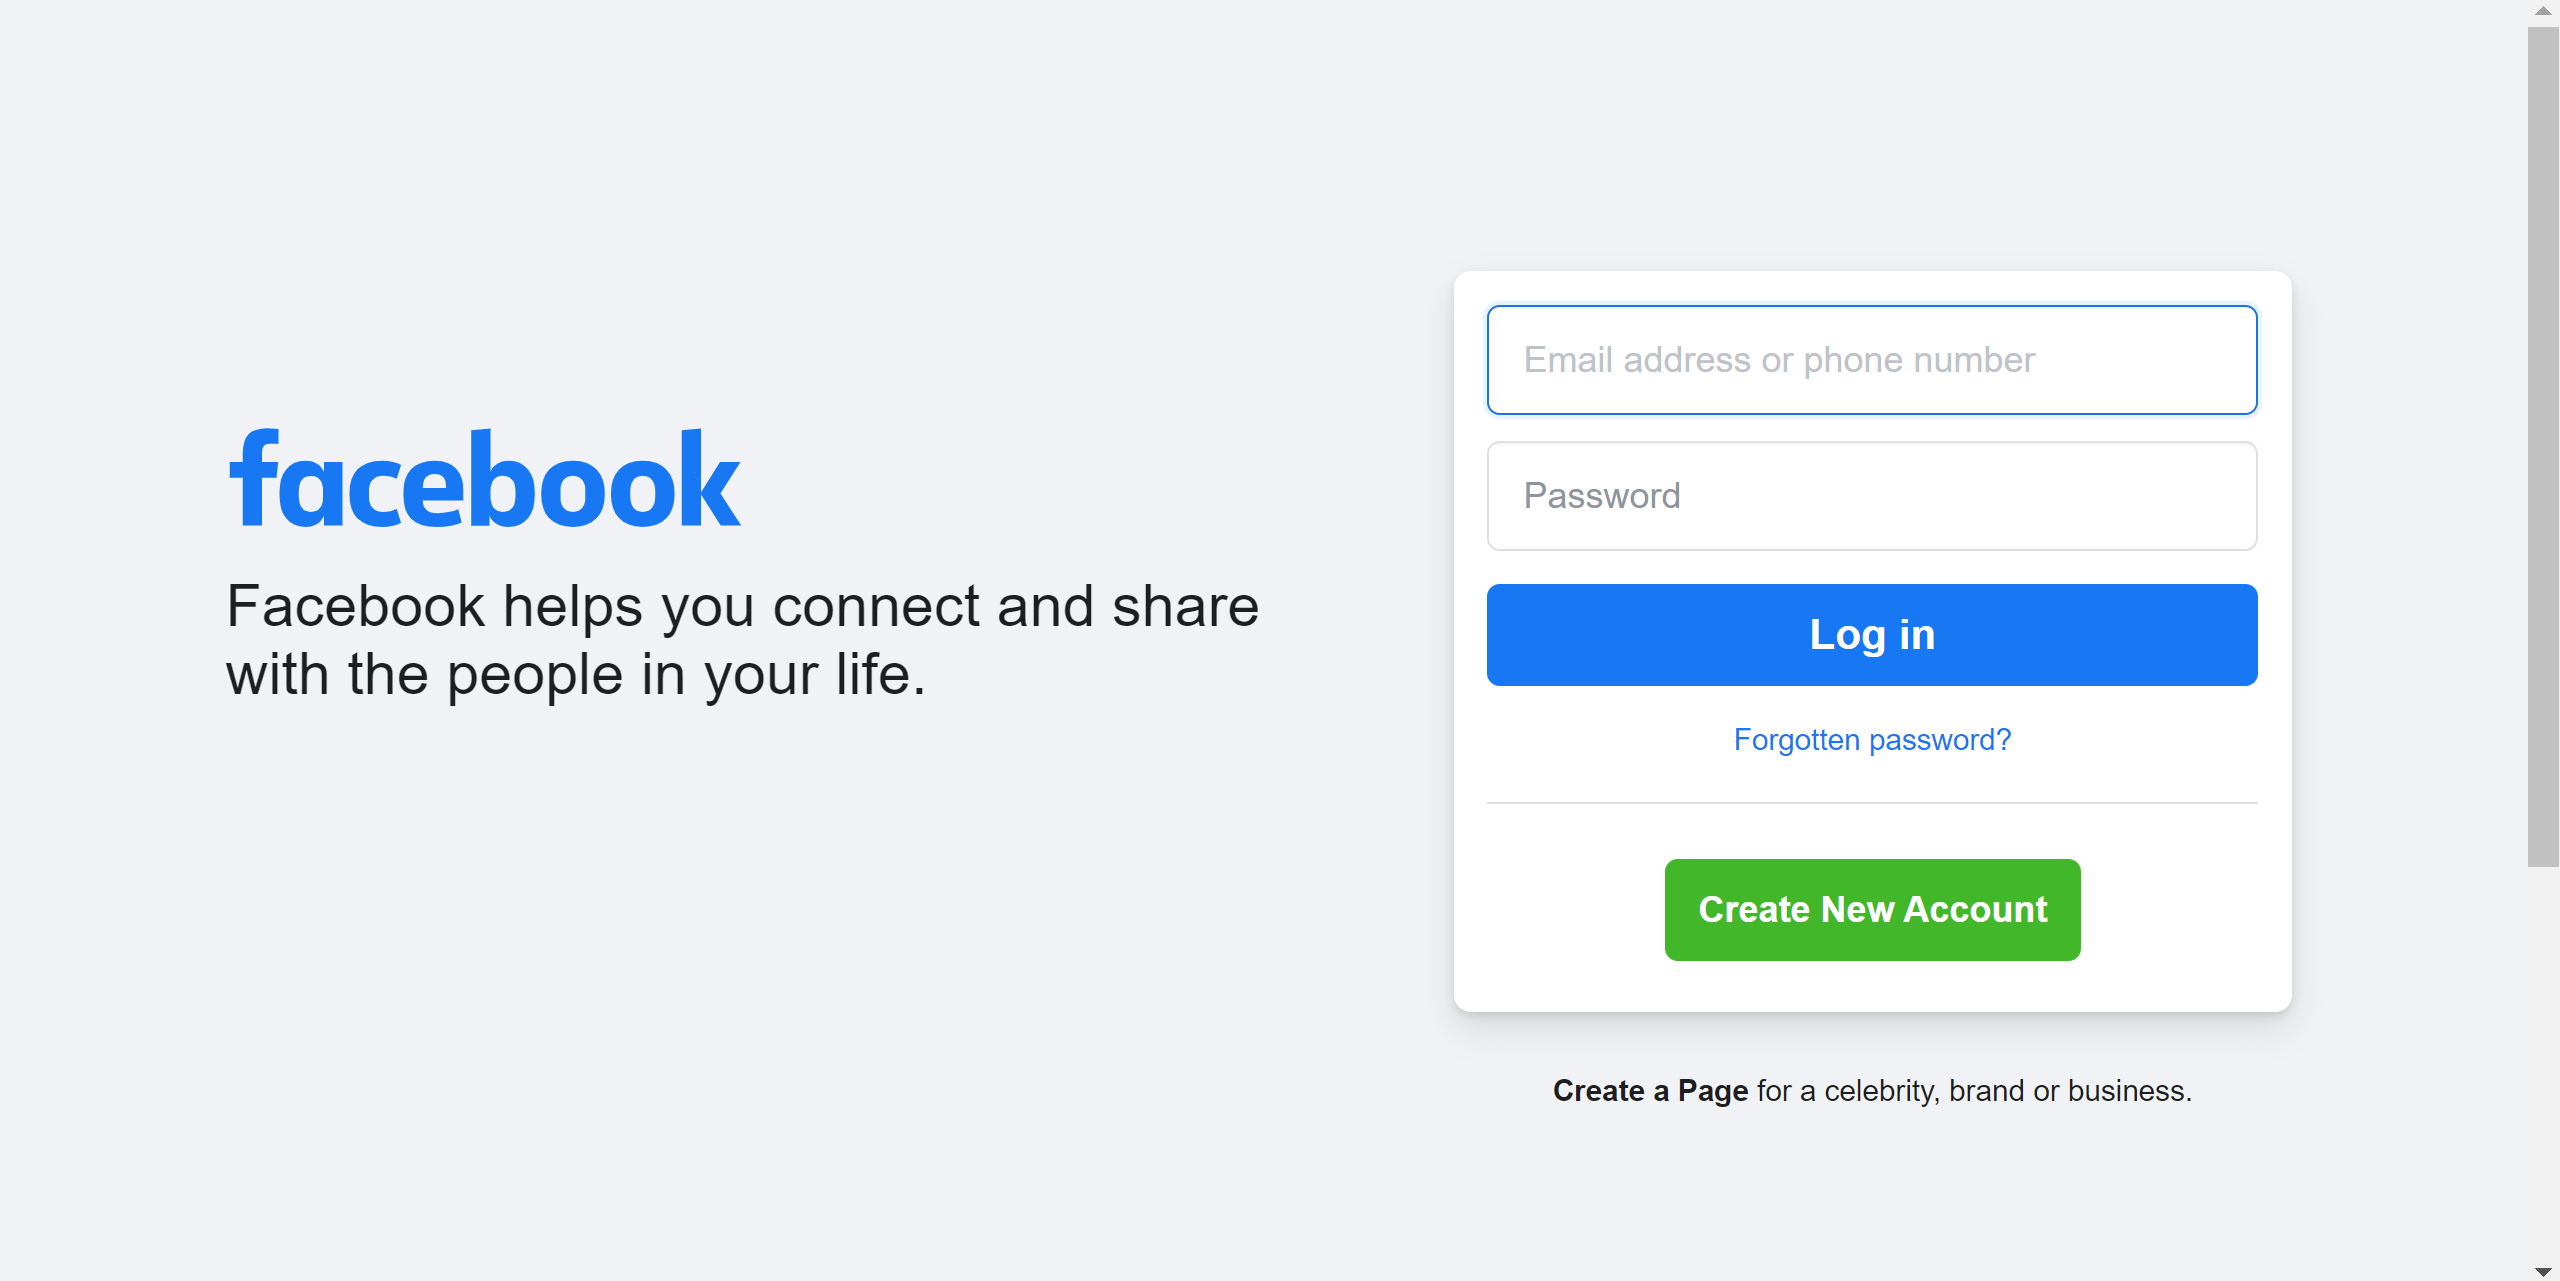 facebook
Facebook helps you connect and share
with the people in your life.
Email address or phone number
Password
Log in
Forgotten password?
Create New Account
Create a Page for a celebrity, brand or business.